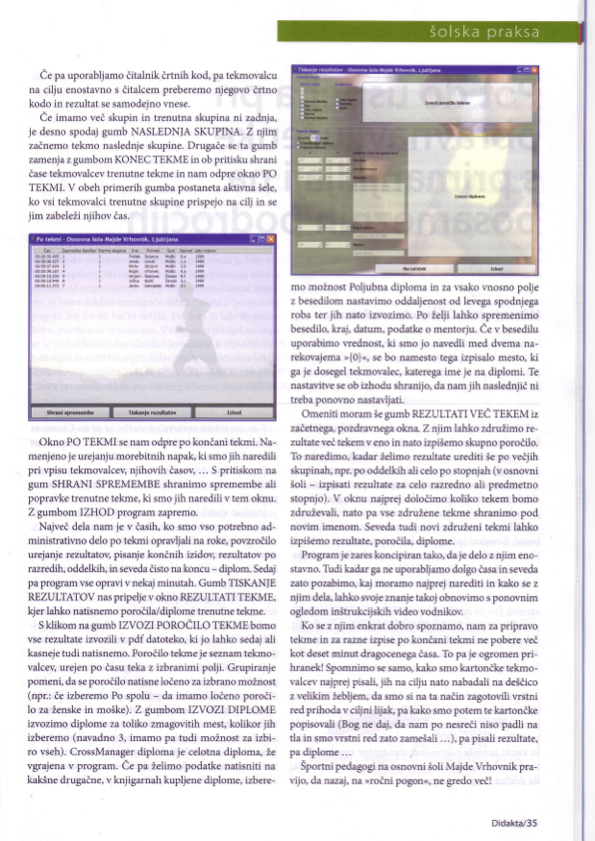 šolska praksa
Če pa uporabljamo čitalnik črtnih kod, pa tekmovalcu
na cilju enostavno s čitalcem preberemo njegovo črtno
kodo in rezultat se samodejno vnese.
Če imamo več skupin in trenutna skupina ni zadnja,
je desno spodaj gumb NASLEDNJA SKUPINA. Z njim
začnemo tekmo naslednje skupine. Drugače se ta gumb
zamenja z gumbom KONEC TEKME in ob pritisku shrani
čase tekmovalcev trenutne tekme in nam odpre okno PO
TEKMI. V obeh primerih gumba postaneta aktivna šele,
ko vsi tekmovalci trenutne skupine prispejo na cilj in se
jim zabeleži njihov čas.
Po tekmi - Osnovna šola Majde Vrhovnik, Ljubljana
Shrani spremembe
Tiskanje rezultatov
Izhod
Okno PO TEKMI se nam odpre po končani tekmi. Na-
menjeno je urejanju morebitnih napak, ki smo jih naredili
pri vpisu tekmovalcev, njihovih časov, … S pritiskom na
gum SHRANI SPREMEMBE shranimo spremembe ali
popravke trenutne tekme, ki smo jih naredili v tem oknu.
Z gumbom IZHOD program zapremo.
Največ dela nam je v časih, ko smo vso potrebno ad-
ministrativno delo po tekmi opravljali na roke, povzročilo
urejanje rezultatov, pisanje končnih izidov, rezultatov po
razredih, oddelkih, in seveda čisto na koncu – diplom. Sedaj
pa program vse opravi v nekaj minutah. Gumb TISKANJE
REZULTATOV nas pripelje v okno REZULTATI TEKME,
kjer lahko natisnemo poročila/diplome trenutne tekme.
S klikom na gumb IZVOZI POROČILO TEKME bomo
vse rezultate izvozili v pdf datoteko, ki jo lahko sedaj ali
kasneje tudi natisnemo. Poročilo tekme je seznam tekmo-
valcev, urejen po času teka z izbranimi polji. Grupiranje
pomeni, da se poročilo natisne ločeno za izbrano možnost
(npr.: če izberemo Po spolu – da imamo ločeno poroči-
lo za ženske in moške). Z gumbom IZVOZI DIPLOME
izvozimo diplome za toliko zmagovitih mest, kolikor jih
izberemo (navadno 3, imamo pa tudi možnost za izbi-
ro vseh). CrossManager diploma je celotna diploma, že
vgrajena v program. Če pa želimo podatke natisniti na
kakšne drugačne, v knjigarnah kupljene diplome, izbere-
Tiskanje rezultatov - Osnovna šola Majde Vrhovnik, Ljubljana
Izvozi poročilo tekme
Izvozi diplome
Na začetek
Izhod
mo možnost Poljubna diploma in za vsako vnosno polje
z besedilom nastavimo oddaljenost od levega spodnjega
roba ter jih nato izvozimo. Po želji lahko spremenimo
besedilo, kraj, datum, podatke o mentorju. Če v besedilu
uporabimo vrednost, ki smo jo navedli med dvema na-
rekovajema »{0}«, se bo namesto tega izpisalo mesto, ki
ga je dosegel tekmovalec, katerega ime je na diplomi. Te
nastavitve se ob izhodu shranijo, da nam jih naslednjič ni
treba ponovno nastavljati.
Omeniti moram še gumb REZULTATI VEČ TEKEM iz
začetnega, pozdravnega okna. Z njim lahko združimo re-
zultate več tekem v eno in nato izpišemo skupno poročilo.
To naredimo, kadar želimo rezultate urediti še po večjih
skupinah, npr. po oddelkih ali celo po stopnjah (v osnovni
šoli – izpisati rezultate za celo razredno ali predmetno
stopnjo). V oknu najprej določimo koliko tekem bomo
združevali, nato pa vse združene tekme shranimo pod
novim imenom. Seveda tudi novi združeni tekmi lahko
izpišemo rezultate, poročila, diplome.
Program je zares koncipiran tako, da je delo z njim eno-
stavno. Tudi kadar ga ne uporabljamo dolgo časa in seveda
zato pozabimo, kaj moramo najprej narediti in kako se z
njim dela, lahko svoje znanje takoj obnovimo s ponovnim
ogledom inštrukcijskih video vodnikov.
Ko se z njim enkrat dobro spoznamo, nam za pripravo
tekme in za razne izpise po končani tekmi ne pobere več
kot deset minut dragocenega časa. To pa je ogromen pri-
hranek! Spomnimo se samo, kako smo kartončke tekmo-
valcev najprej pisali, jih na cilju nato nabadali na deščico
z velikim žebljem, da smo si na ta način zagotovili vrstni
red prihoda v ciljni lijak, pa kako smo potem te kartončke
popisovali (Bog ne daj, da nam po nesreči niso padli na
tla in smo vrstni red zato zamešali …), pa pisali rezultate,
pa diplome …
Športni pedagogi na osnovni šoli Majde Vrhovnik pra-
vijo, da nazaj, na »ročni pogon«, ne gredo več!
Didakta/35